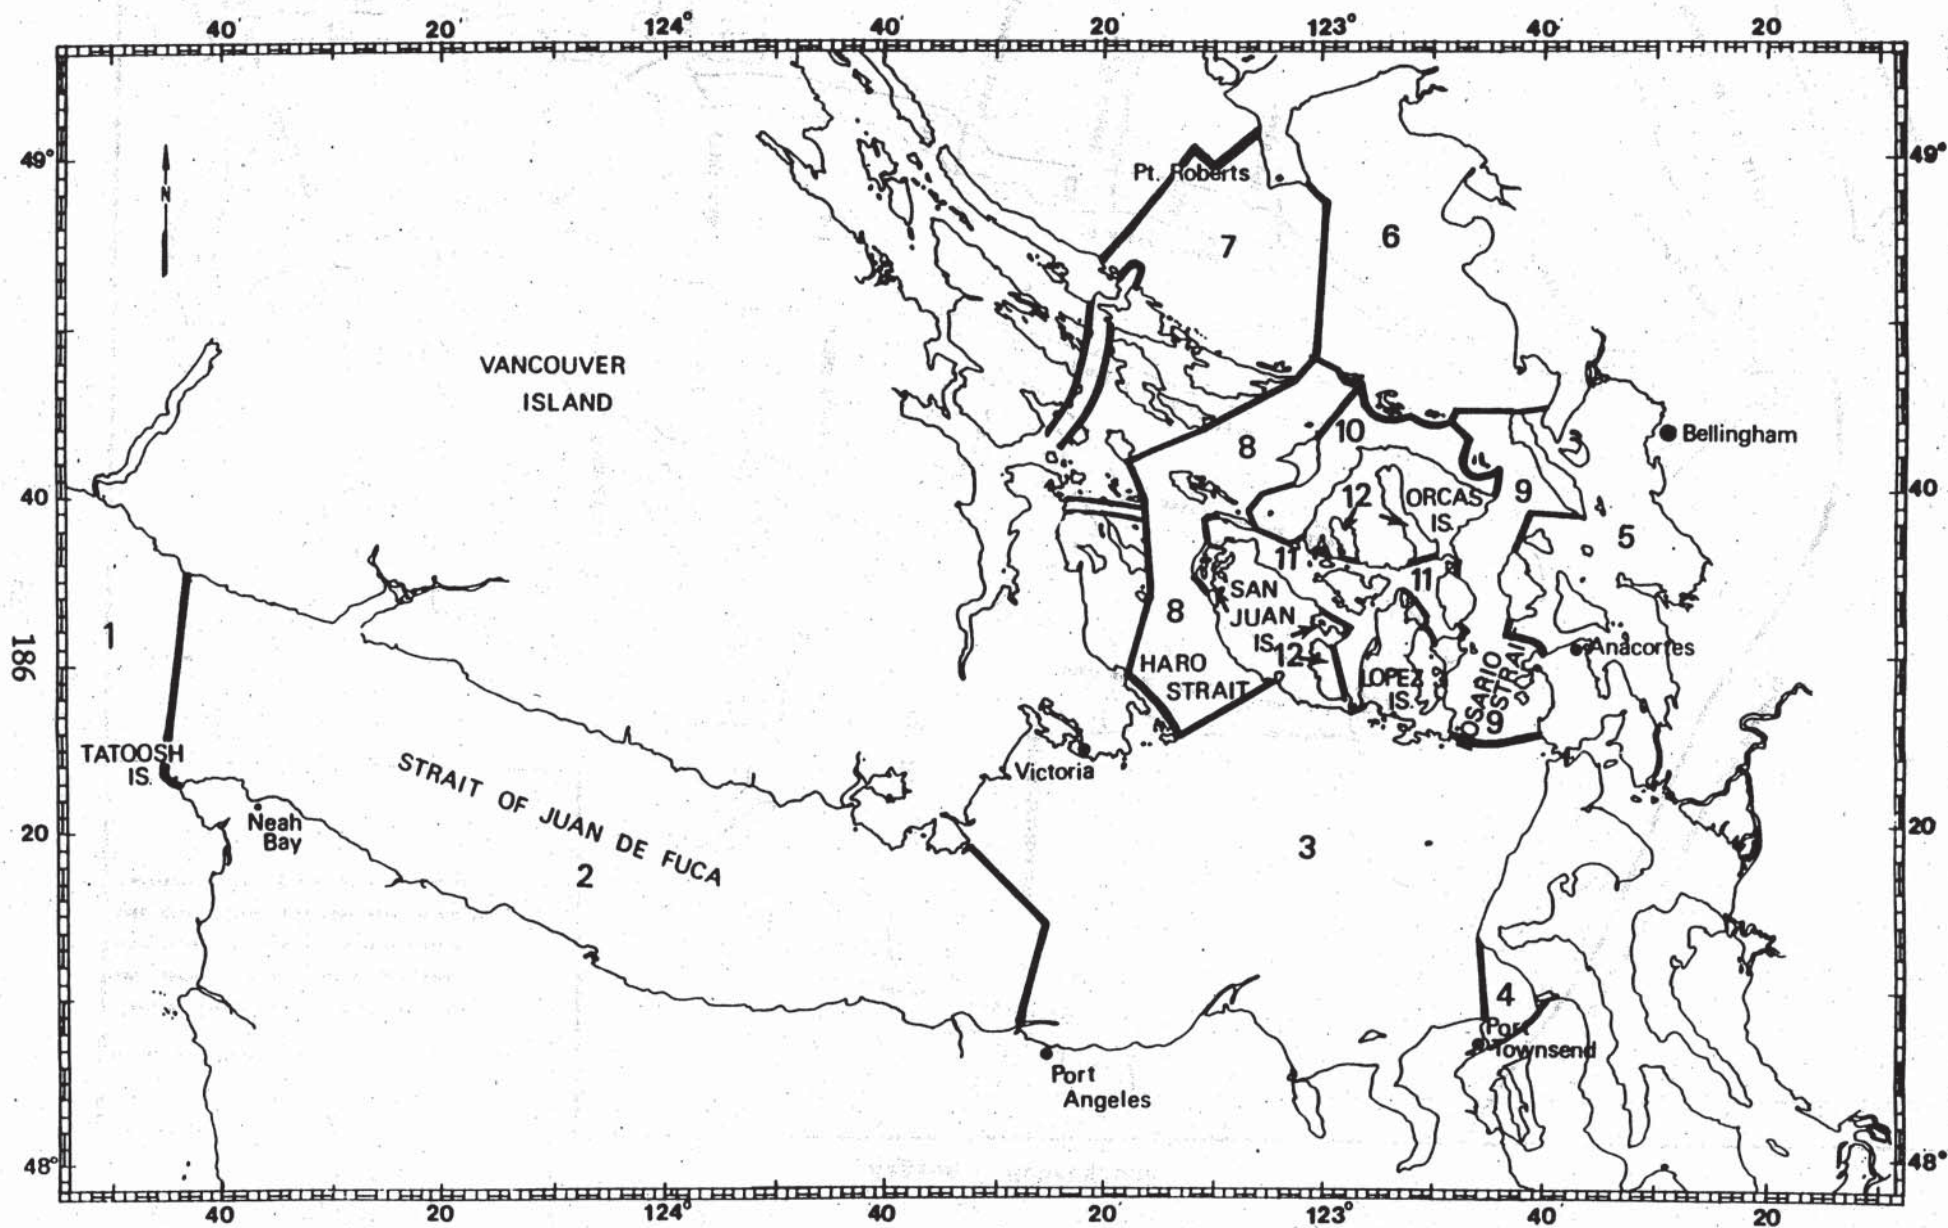 40' 20' 124° 40' 20' 123° 40' 20
49° 49°
N
Pt. Roberts
7 6
VANCOUVER
ISLAND
Bellingham
8 10
40 40
12 ORCAS 9
IS.
5
11 11
SAN
1 8 JUAN
IS.
Anacortes
12
HARO LOPEZ
STRAIT IS.
9
186
TATOOSH
IS.
STRAIT OF JUAN DE FUCA
Victoria
Neah
Bay
20 20
2 3
4
Port
Townsend
Port
Angeles
48° 48°
40 20 124° 40 20 123° 40 20